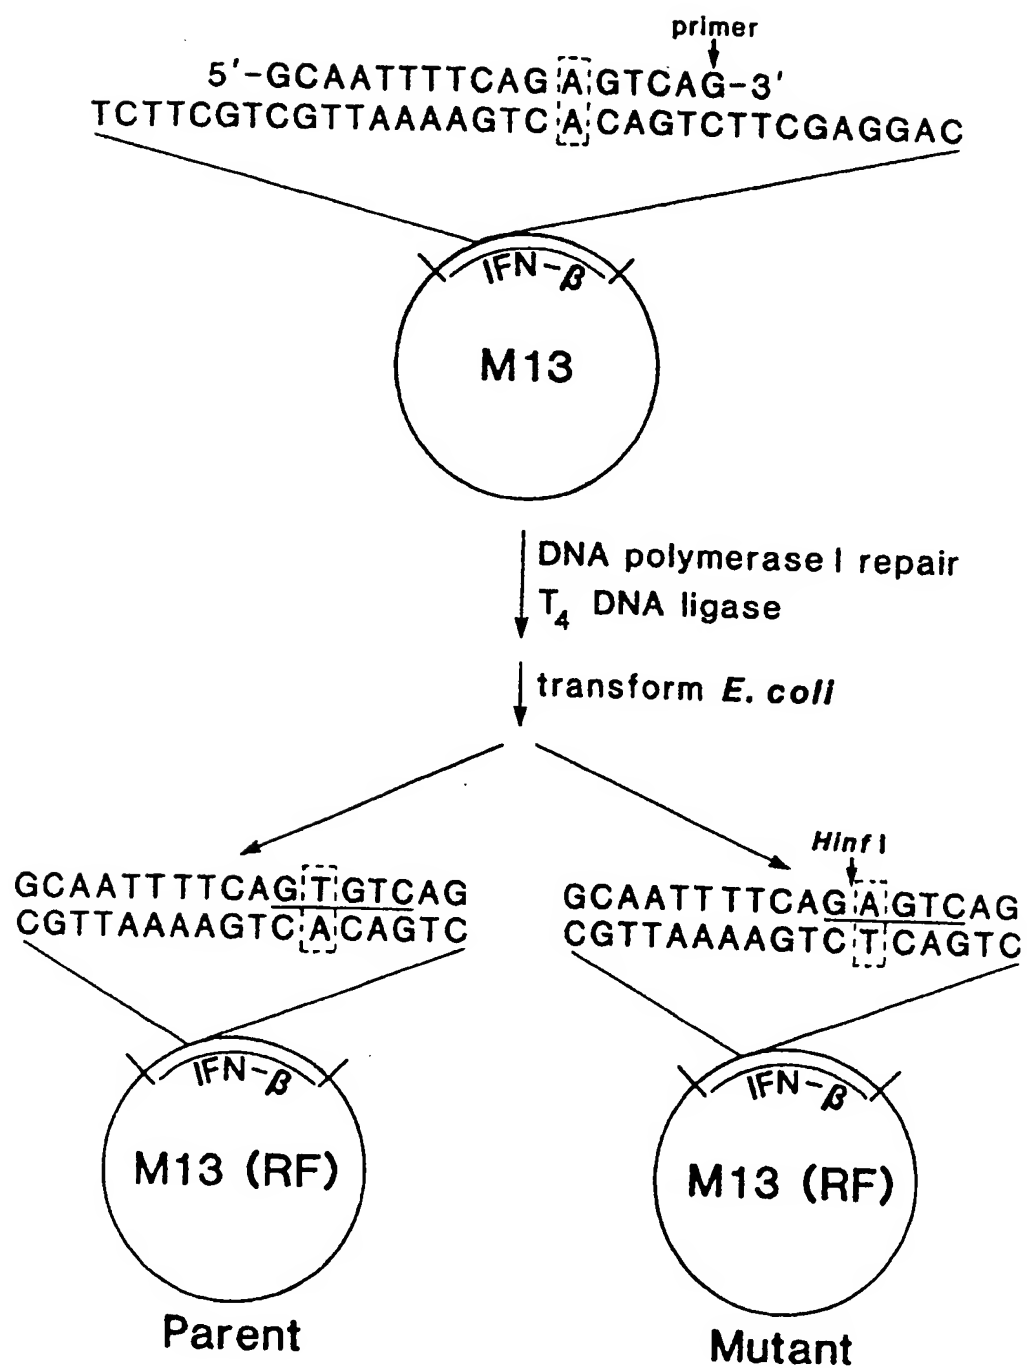 primer
5'-GCAATTTTCAGAGTCAG-3'
TCTTCGTCGTTAAAAGTCACAGTCTTCGAGGAC
IFN-β
M13
DNA polymerase I repair
T4 DNA ligase
transform E. coli
HinfI
GCAATTTTCAGTGTCAG
CGTTAAAAGTCACAGTC
GCAATTTTCAGAGTCAG
CGTTAAAAGTCTCAGTC
IFN-β
IFN-β
M13 (RF)
M13 (RF)
Parent
Mutant